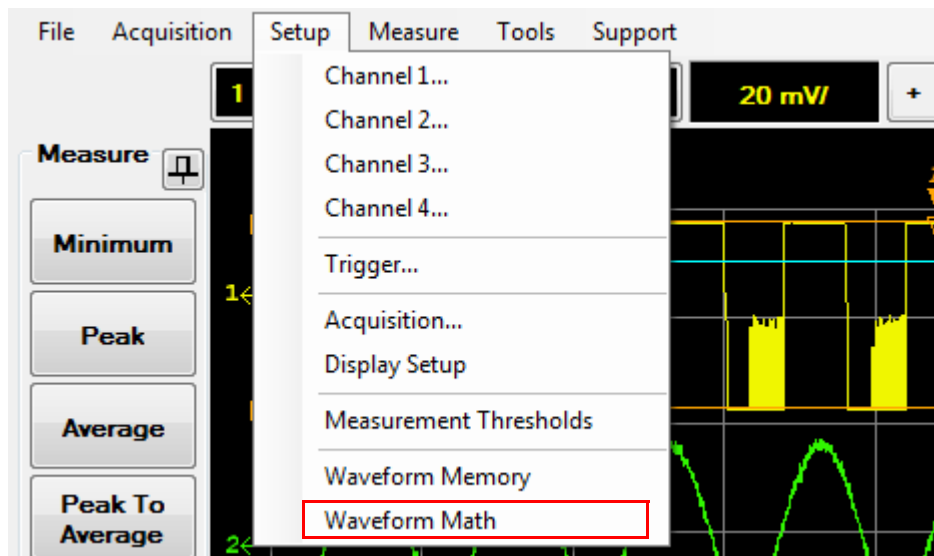 File Acquisition Setup Measure Tools Support
1 20 mV/ +
Channel 1...
Channel 2...
Channel 3...
Channel 4...
Trigger...
Acquisition...
Display Setup
Measurement Thresholds
Waveform Memory
Waveform Math
Measure
Minimum
Peak
Average
Peak To
Average
1
2